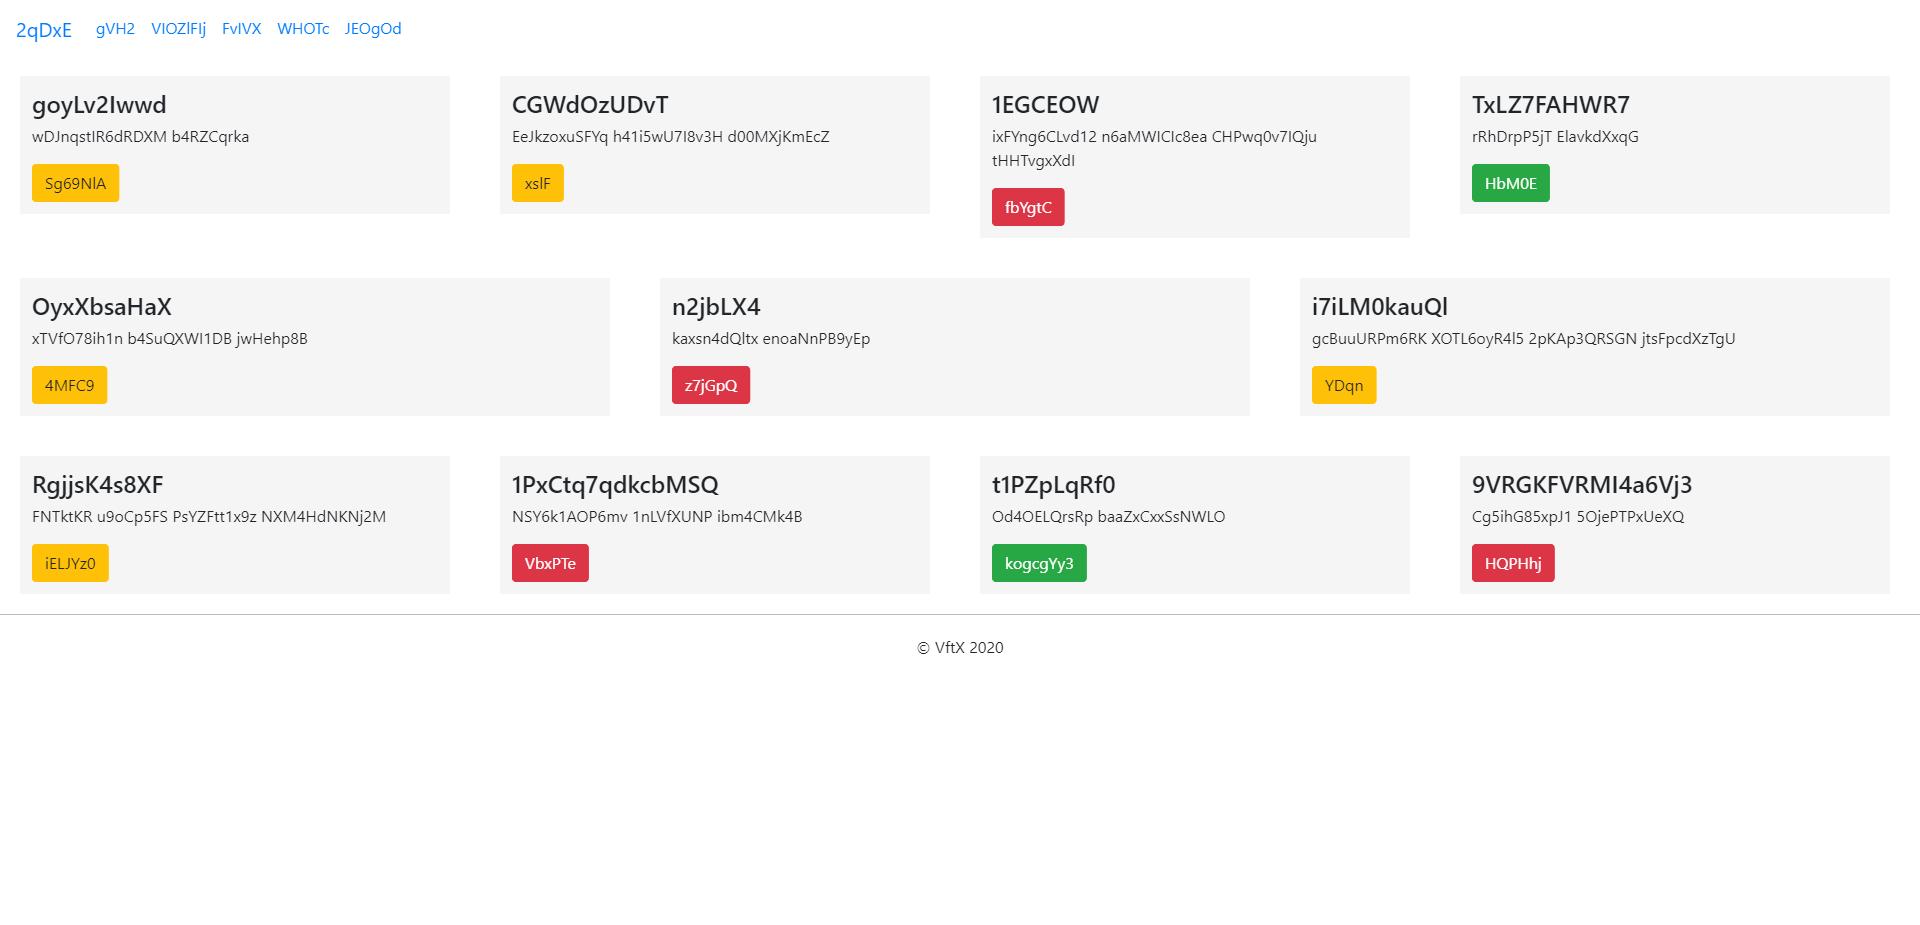 2qDxE gVH2 VIOZlFIj FvIVX WHOTc JEOgOd
goyLv2Iwwd
wDJnqstIR6dRDXM b4RZCqrka
Sg69NlA
CGWdOzUDvT
EeJkzoxuSFYq h41i5wU7I8v3H d00MXjKmEcZ
xslF
1EGCEOW
ixFYng6CLvd12 n6aMWICIc8ea CHPwq0v7IQju
tHHTvgxXdI
fbYgtC
TxLZ7FAHWR7
rRhDrpP5jT ElavkdXxqG
HbM0E
OyxXbsaHaX
xTVfO78ih1n b4SuQXWI1DB jwHehp8B
4MFC9
n2jbLX4
kaxsn4dQltx enoaNnPB9yEp
z7jGpQ
i7iLM0kauQl
gcBuuURPm6RK XOTL6oyR4l5 2pKAp3QRSGN jtsFpcdXzTgU
YDqn
RgjjsK4s8XF
FNTktKR u9oCp5FS PsYZFtt1x9z NXM4HdNKNj2M
iELJYz0
1PxCtq7qdkcbMSQ
NSY6k1AOP6mv 1nLVfXUNP ibm4CMk4B
VbxPTe
t1PZpLqRf0
Od4OELQrsRp baaZxCxxSsNWLO
kogcgYy3
9VRGKFVRMI4a6Vj3
Cg5ihG85xpJ1 5OjePTPxUeXQ
HQPHhj
© VftX 2020